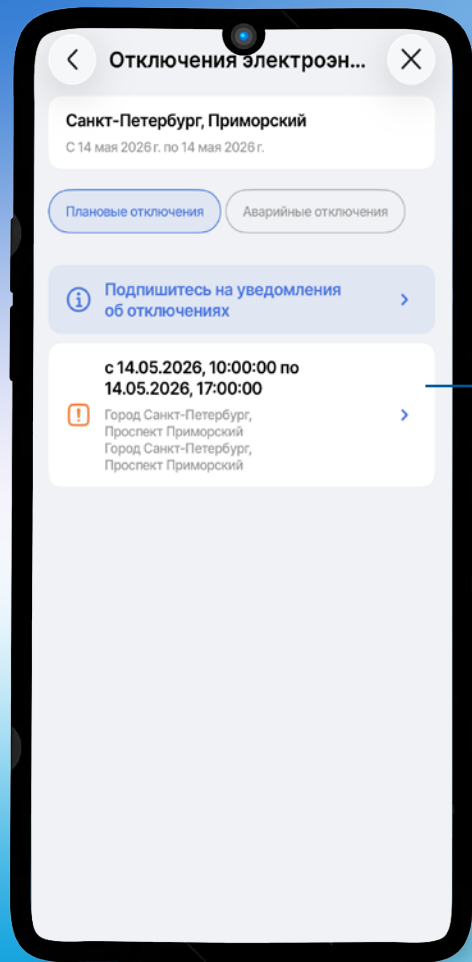 Отключения электроэн...
Санкт-Петербург, Приморский
С 14 мая 2026 г. по 14 мая 2026 г.
Плановые отключения
Аварийные отключения
Подпишитесь на уведомления
об отключениях
с 14.05.2026, 10:00:00 по
14.05.2026, 17:00:00
Город Санкт-Петербург,
Проспект Приморский
Город Санкт-Петербург,
Проспект Приморский